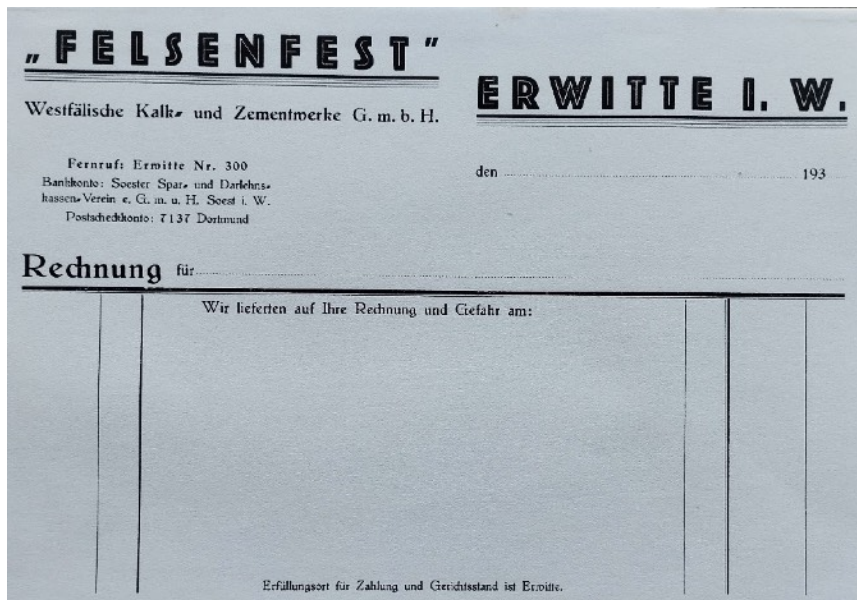 „FELSENFEST”
Westfälische Kalk- und Zementwerke G. m. b. H.
ERWITTE I. W.
Fernruf: Erwitte Nr. 300
Bankkonto: Soester Spar- und Darlehns-
kassen-Verein e. G. m. u. H. Soest i. W.
Postscheckkonto: 7137 Dortmund
den 193
Rechnung für
Wir lieferten auf Ihre Rechnung und Gefahr am:
Erfüllungsort für Zahlung und Gerichtsstand ist Erwitte.